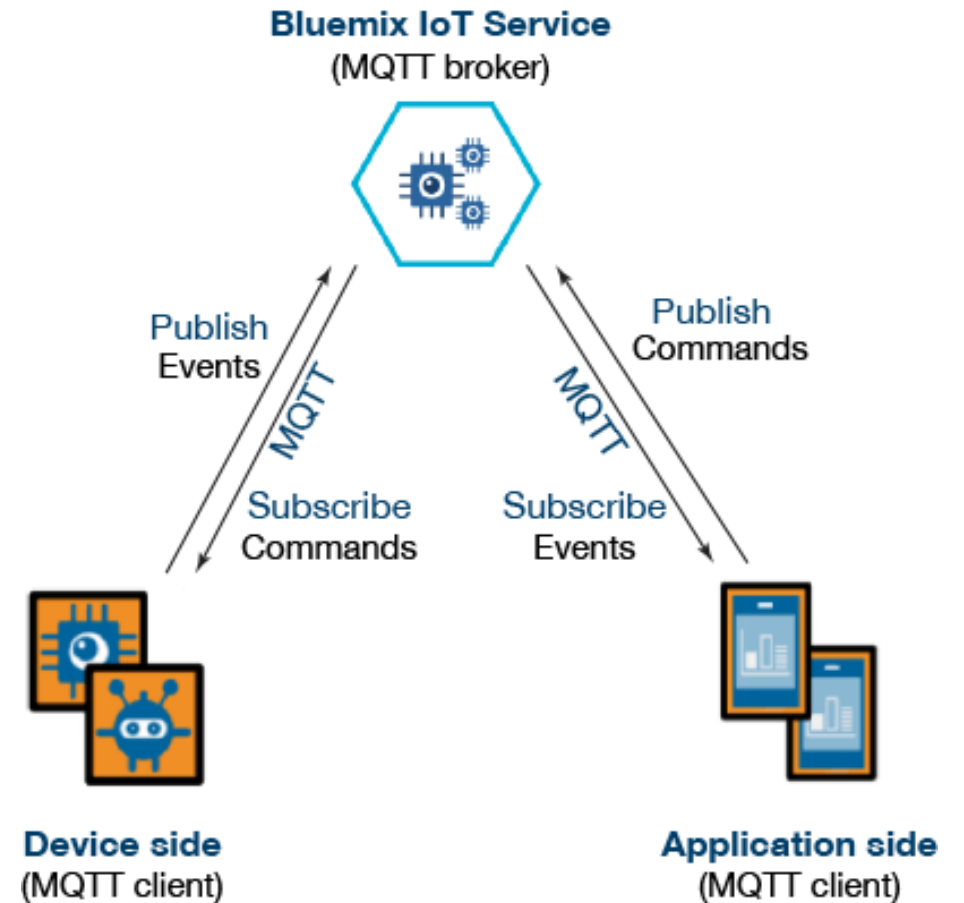 Bluemix IoT Service
(MQTT broker)
Publish
Events
MQTT
Subscribe
Commands
MQTT
Publish
Commands
Subscribe
Events
Device side
(MQTT client)
Application side
(MQTT client)